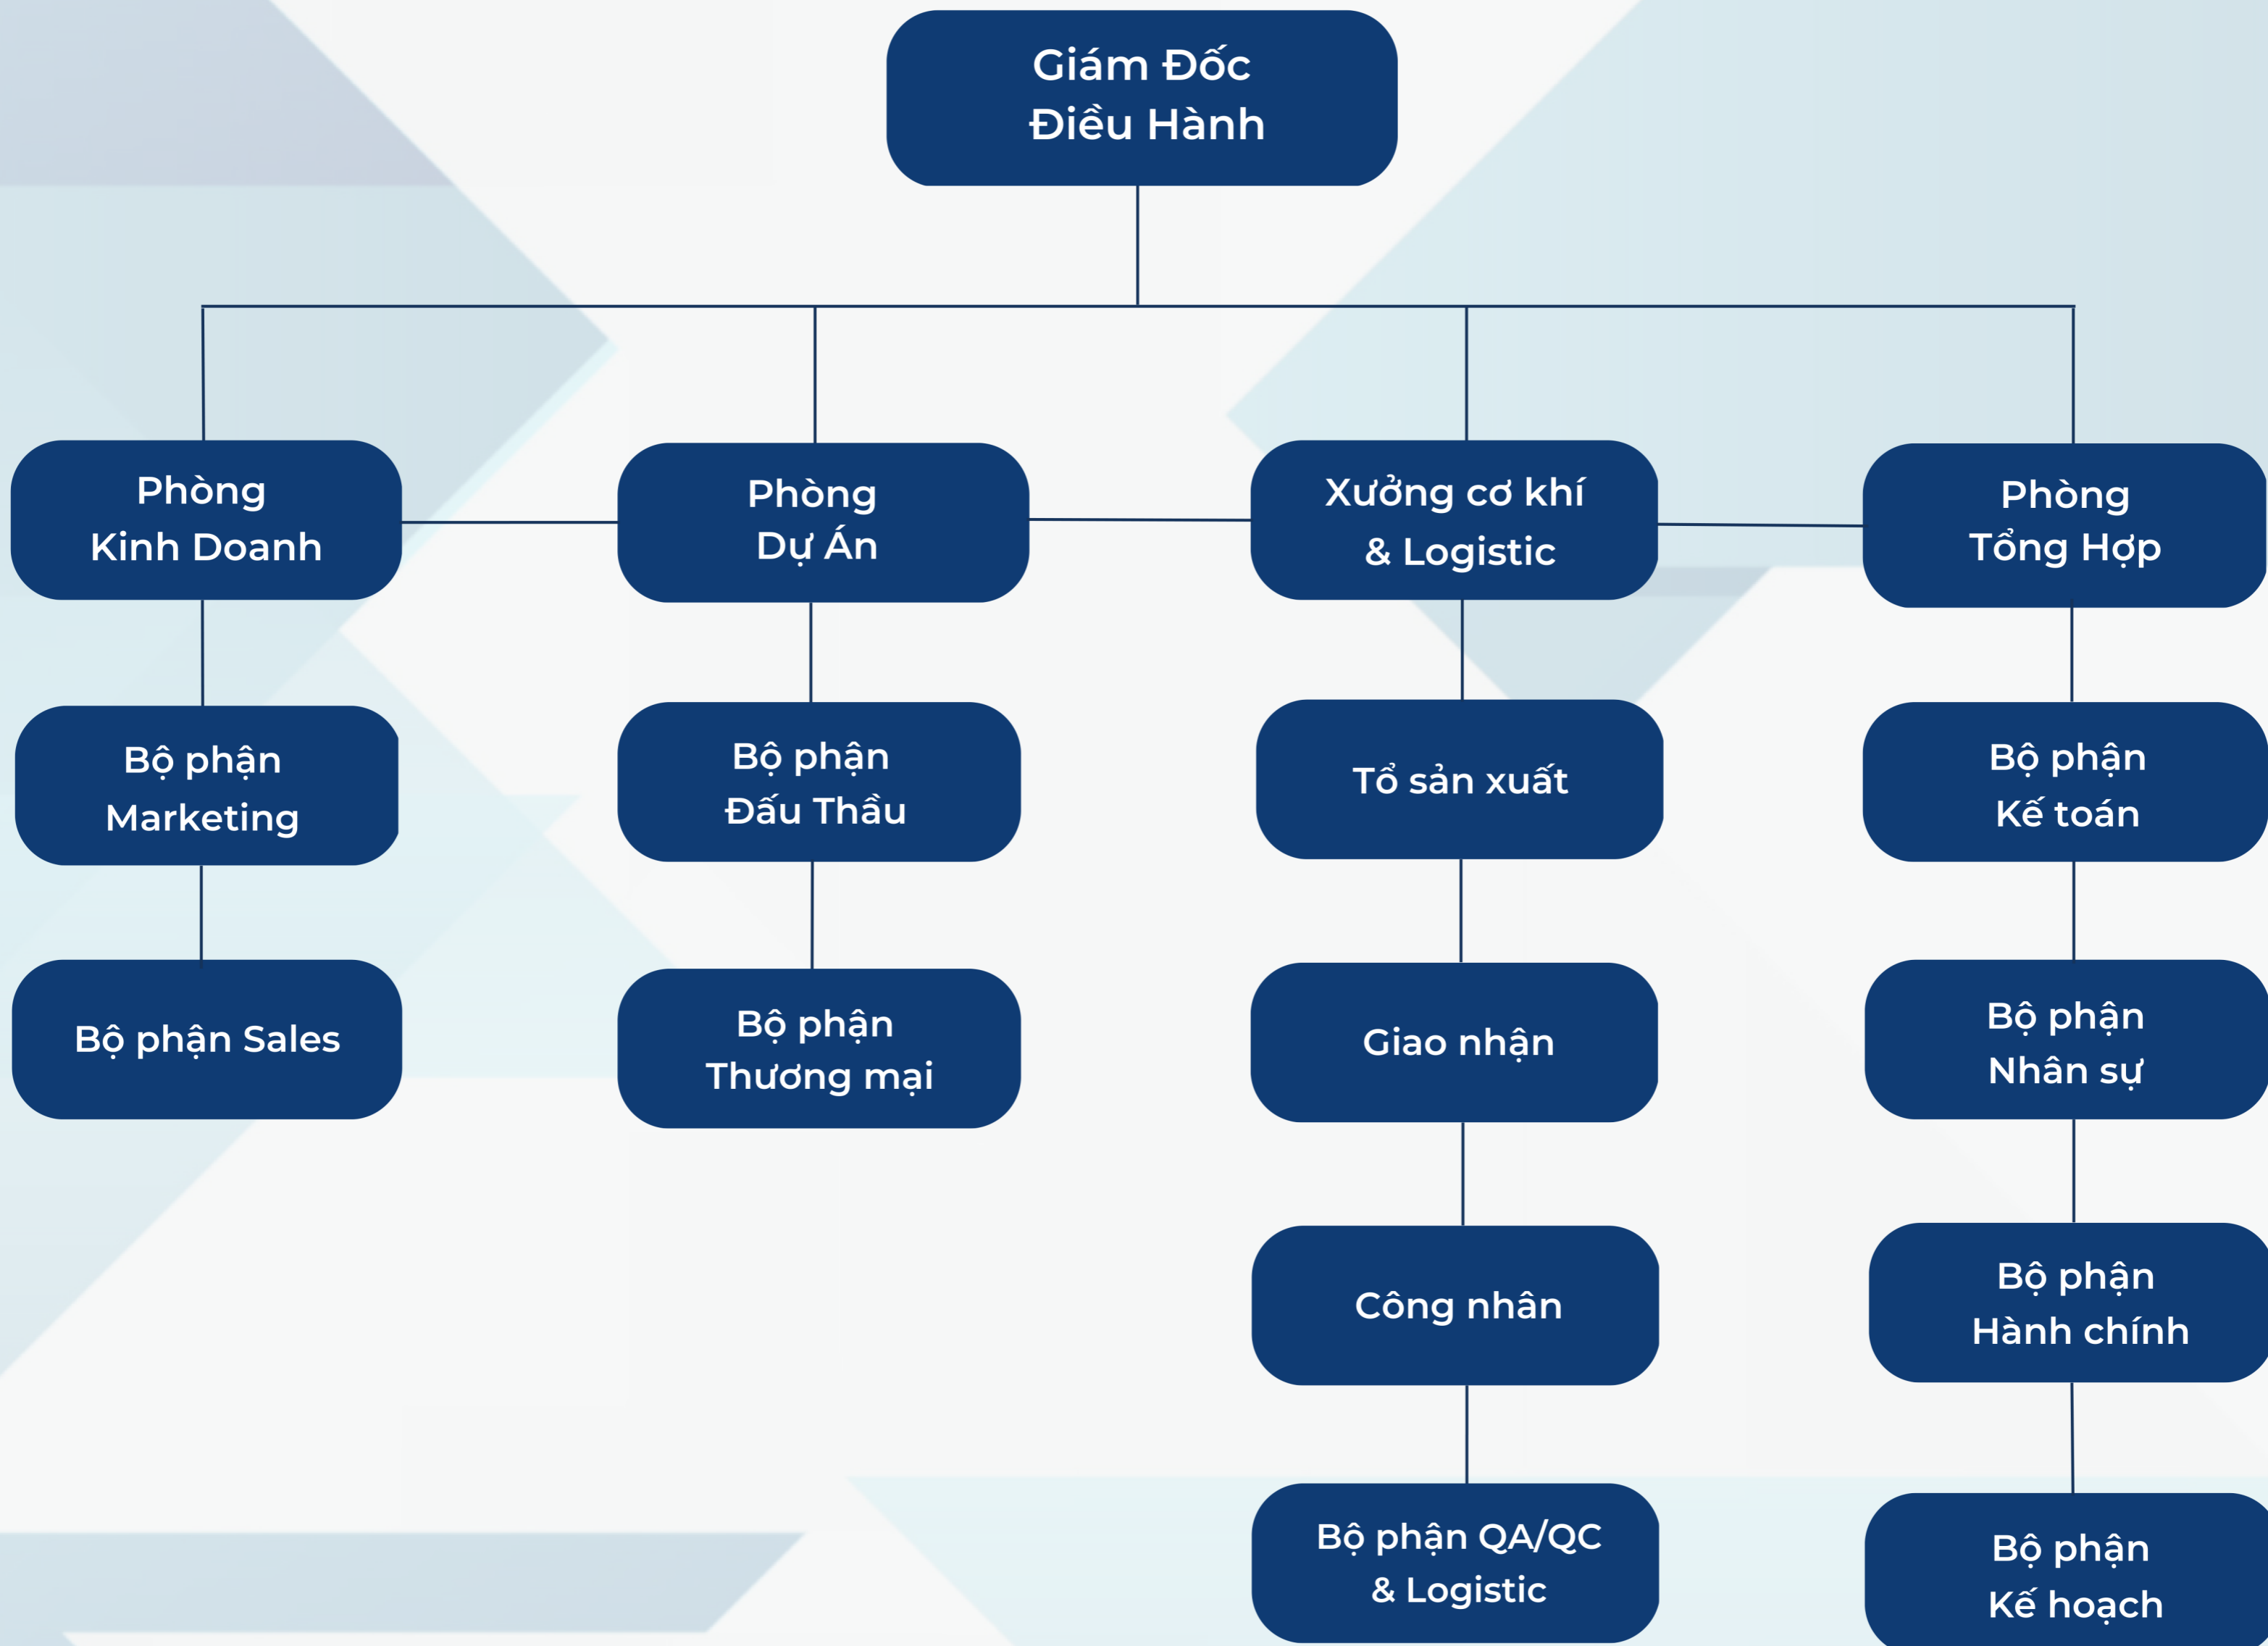 Giám Đốc
Điều Hành
Phòng
Kinh Doanh
Phòng
Dự Án
Xưởng cơ khí
& Logistic
Phòng
Tổng Hợp
Bộ phận
Marketing
Bộ phận
Đấu Thầu
Tổ sản xuất
Bộ phận
Kế toán
Bộ phận Sales
Bộ phận
Thương mại
Giao nhận
Bộ phận
Nhân sự
Công nhân
Bộ phận
Hành chính
Bộ phận QA/QC
& Logistic
Bộ phận
Kế hoạch